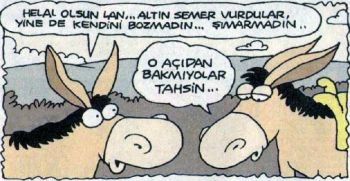 HELAL OLSUN LAN,.. ALTIN SEMER VURDULAR,
YİNE DE KENDİNİ BOZMADIN... ŞIMARMADIN..
O AÇIDAN
BAKMIYOLAR
TAHSİN...